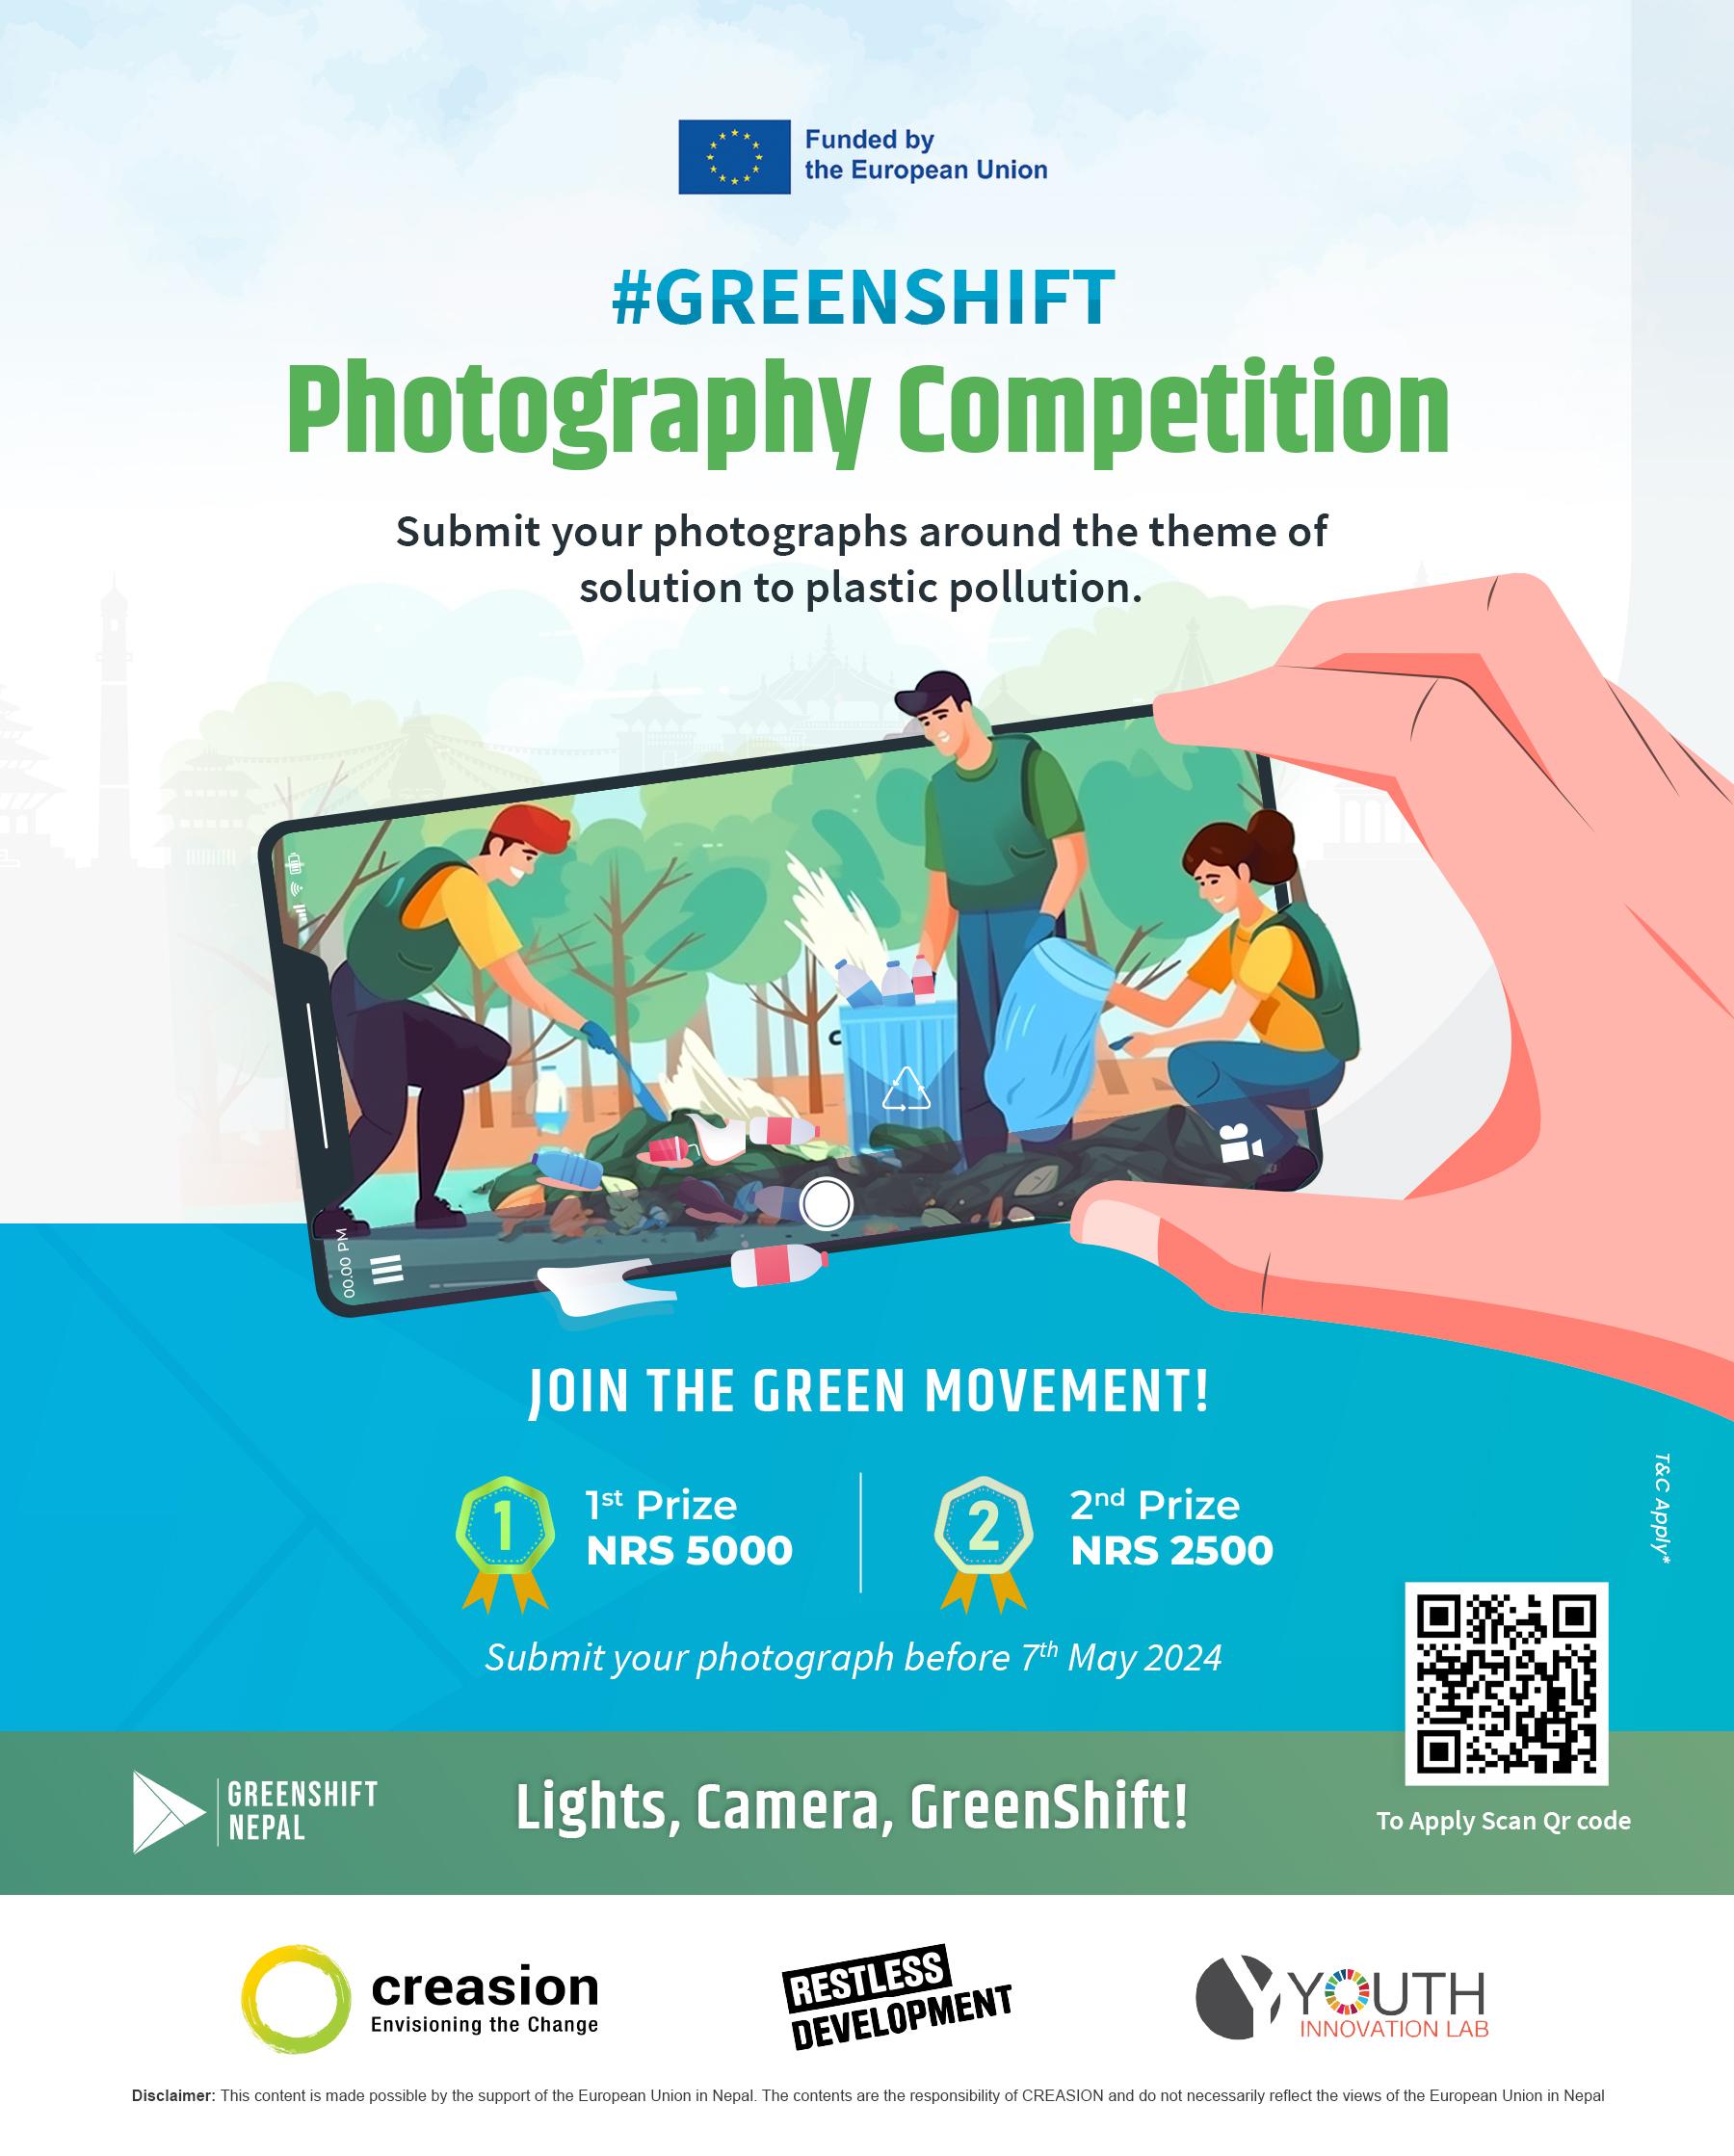 Funded by
the European Union
#GREENSHIFT
Photography Competition
Submit your photographs around the theme of
solution to plastic pollution.
C
00.00 PM
JOIN THE GREEN MOVEMENT!
1
1st Prize
NRS 5000
2
2nd Prize
NRS 2500
T&C Apply*
Submit your photograph before 7th May 2024
GREENSHIFT
NEPAL
Lights, Camera, GreenShift!
To Apply Scan Qr code
creasion
Envisioning the Change
RESTLESS
DEVELOPMENT
YOUTH
INNOVATION LAB
Disclaimer: This content is made possible by the support of the European Union in Nepal. The contents are the responsibility of CREASION and do not necessarily reflect the views of the European Union in Nepal